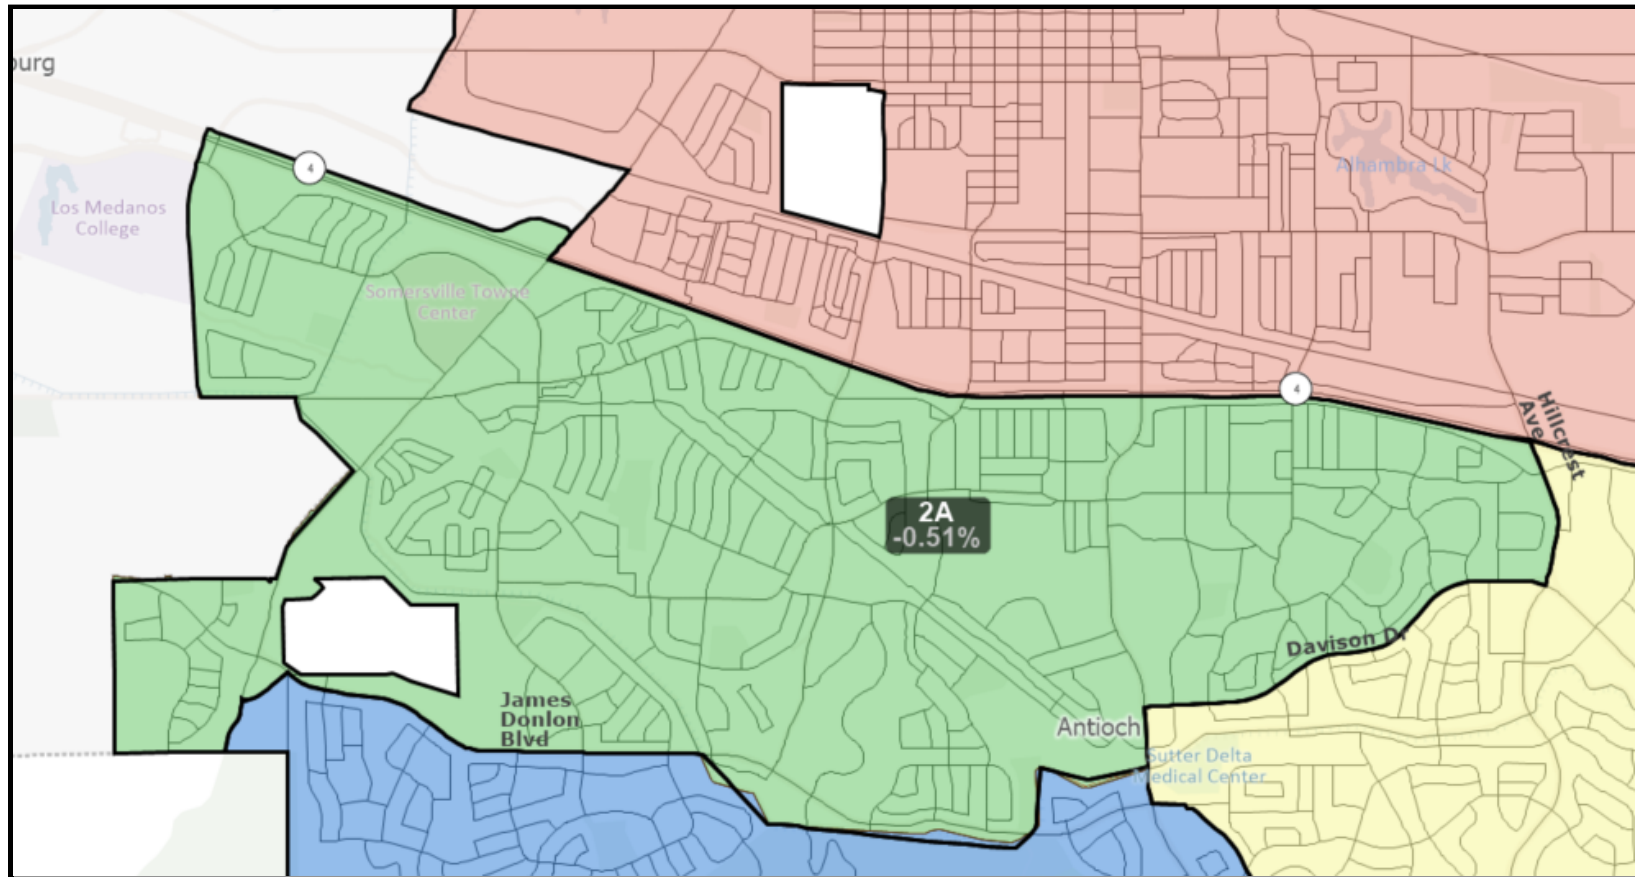 burg
4
Los Medanos
College
Alhambra Lk
Somersville Towne
Center
4
Hillcrest
Ave
2A
-0.51%
Davison Dr
James
Donlon
Blvd
Antioch
Sutter Delta
Medical Center